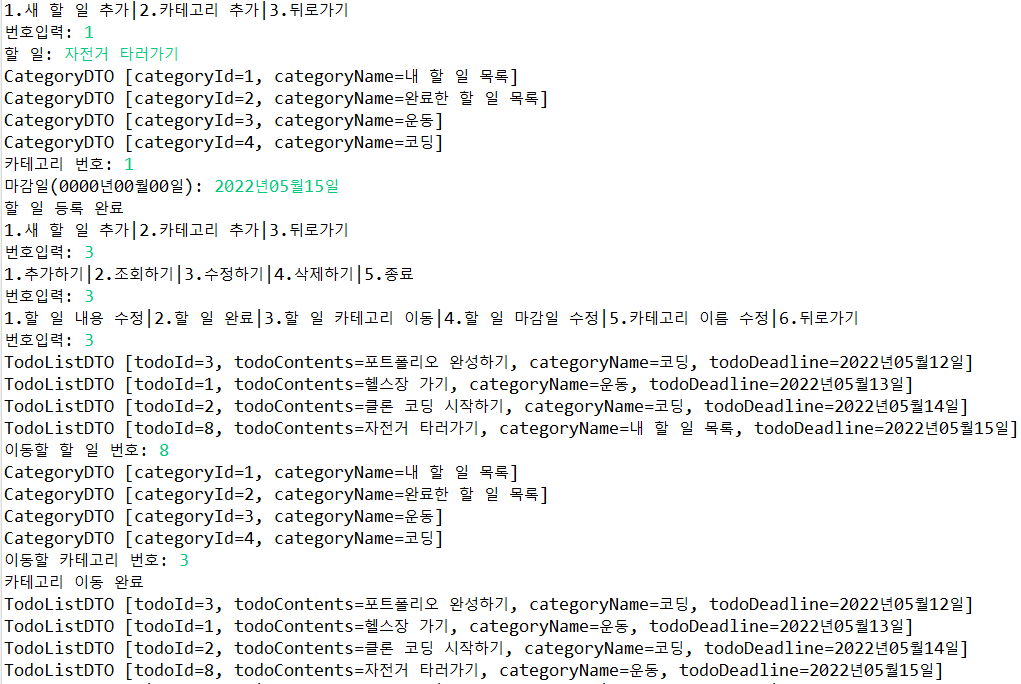 1.새 할 일 추가|2.카테고리 추가|3.뒤로가기
번호입력: 1
할 일: 자전거 타러가기
CategoryDTO [categoryId=1, categoryName=내 할 일 목록]
CategoryDTO [categoryId=2, categoryName=완료한 할 일 목록]
CategoryDTO [categoryId=3, categoryName=운동]
CategoryDTO [categoryId=4, categoryName=코딩]
카테고리 번호: 1
마감일(0000년00월00일): 2022년05월15일
할 일 등록 완료
1.새 할 일 추가|2.카테고리 추가|3.뒤로가기
번호입력: 3
1.추가하기|2.조회하기|3.수정하기|4.삭제하기|5.종료
번호입력: 3
1.할 일 내용 수정|2.할 일 완료|3.할 일 카테고리 이동|4.할 일 마감일 수정|5.카테고리 이름 수정|6.뒤로가기
번호입력: 3
TodoListDTO [todoId=3, todoContents=포트폴리오 완성하기, categoryName=코딩, todoDeadline=2022년05월12일]
TodoListDTO [todoId=1, todoContents=헬스장 가기, categoryName=운동, todoDeadline=2022년05월13일]
TodoListDTO [todoId=2, todoContents=클론 코딩 시작하기, categoryName=코딩, todoDeadline=2022년05월14일]
TodoListDTO [todoId=8, todoContents=자전거 타러가기, categoryName=내 할 일 목록, todoDeadline=2022년05월15일]
이동할 할 일 번호: 8
CategoryDTO [categoryId=1, categoryName=내 할 일 목록]
CategoryDTO [categoryId=2, categoryName=완료한 할 일 목록]
CategoryDTO [categoryId=3, categoryName=운동]
CategoryDTO [categoryId=4, categoryName=코딩]
이동할 카테고리 번호: 3
카테고리 이동 완료
TodoListDTO [todoId=3, todoContents=포트폴리오 완성하기, categoryName=코딩, todoDeadline=2022년05월12일]
TodoListDTO [todoId=1, todoContents=헬스장 가기, categoryName=운동, todoDeadline=2022년05월13일]
TodoListDTO [todoId=2, todoContents=클론 코딩 시작하기, categoryName=코딩, todoDeadline=2022년05월14일]
TodoListDTO [todoId=8, todoContents=자전거 타러가기, categoryName=운동, todoDeadline=2022년05월15일]